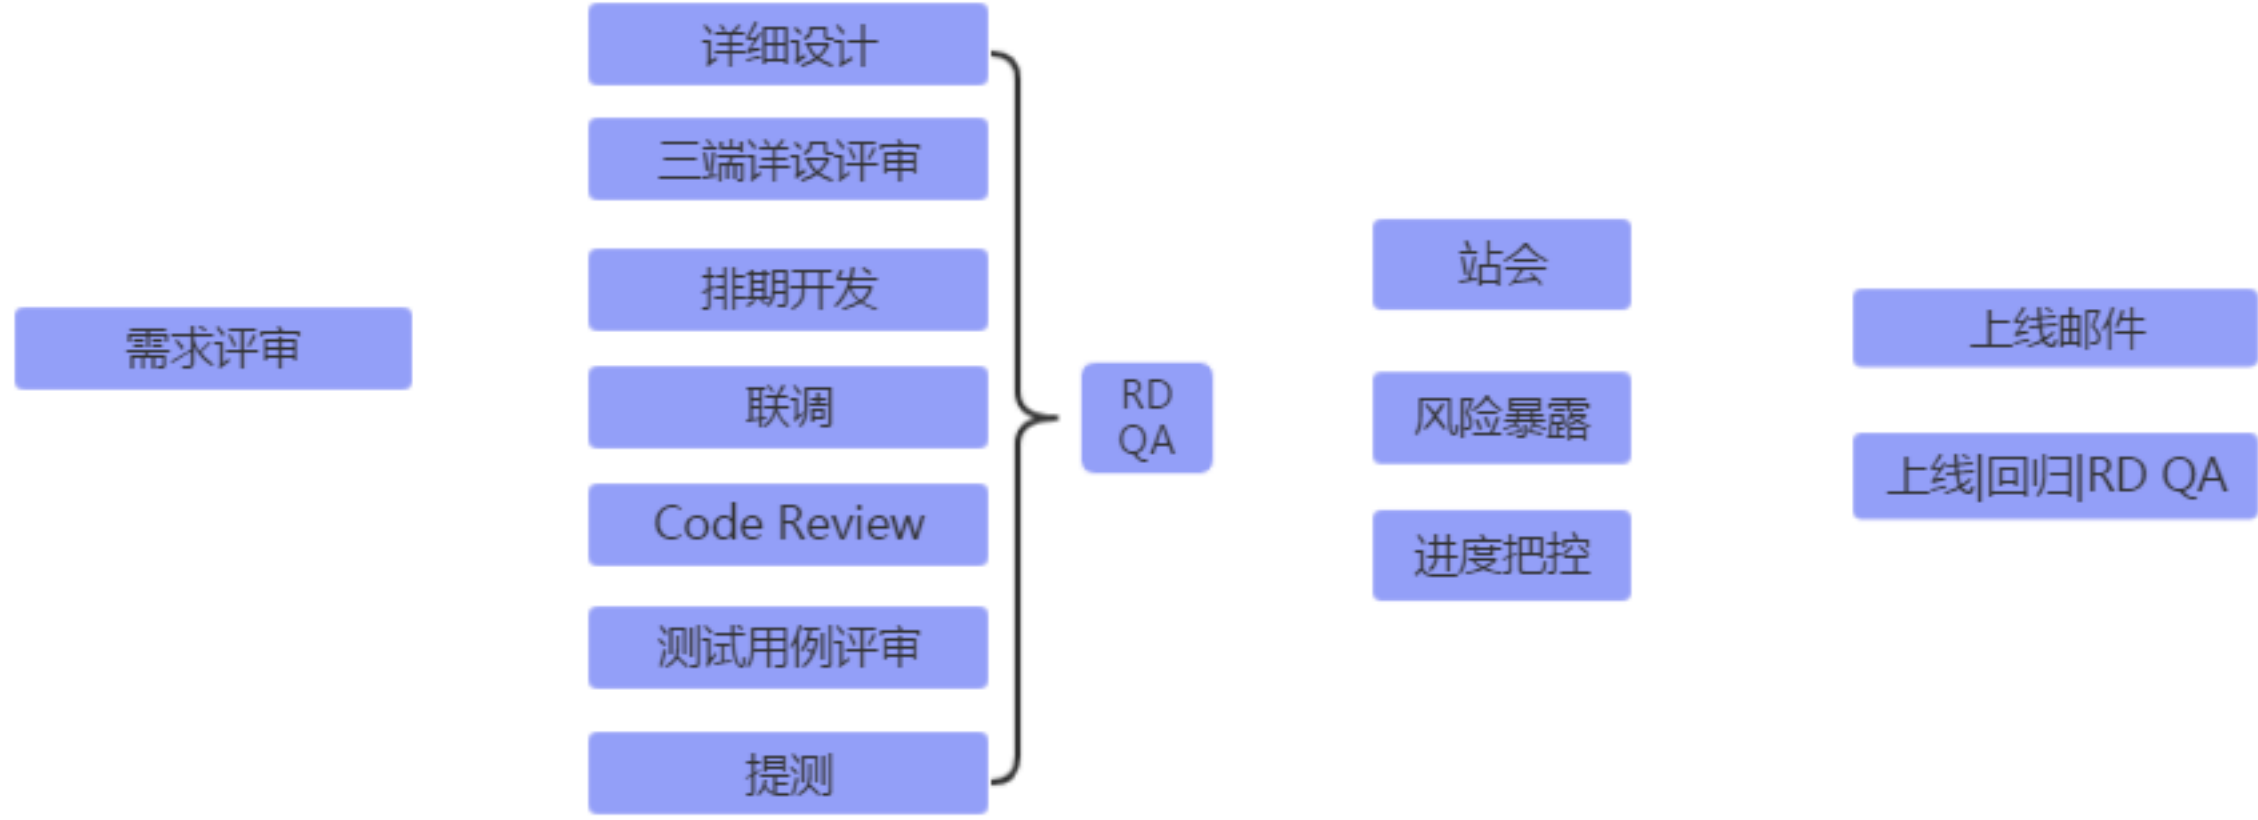 需求评审
详细设计
三端详设评审
排期开发
联调
Code Review
测试用例评审
提测
RD
QA
站会
风险暴露
进度把控
上线邮件
上线|回归|RD QA